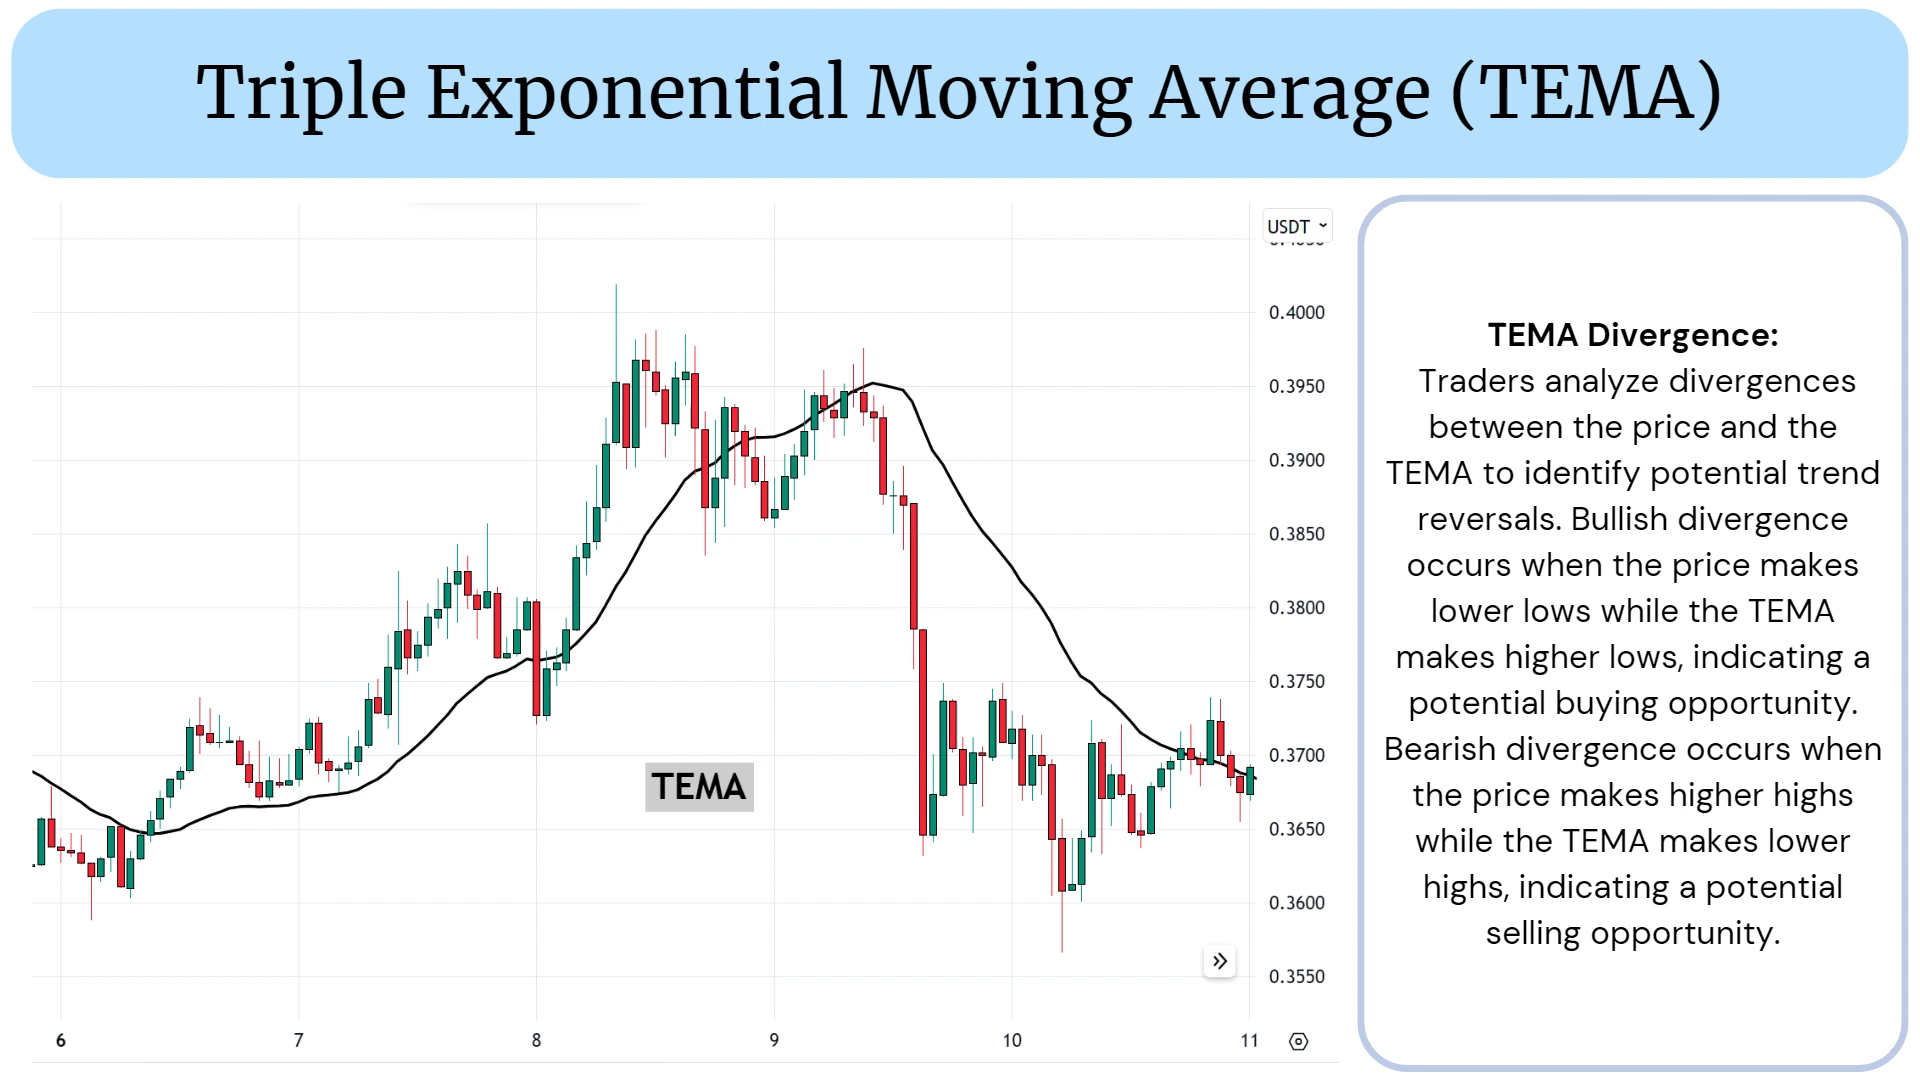 Triple Exponential Moving Average (TEMA)
USDT
0.4000
0.3950
0.3900
0.3850
0.3800
0.3750
0.3700
0.3650
0.3600
0.3550
TEMA
6 7 8 9 10 11
TEMA Divergence:
Traders analyze divergences
between the price and the
TEMA to identify potential trend
reversals. Bullish divergence
occurs when the price makes
lower lows while the TEMA
makes higher lows, indicating a
potential buying opportunity.
Bearish divergence occurs when
the price makes higher highs
while the TEMA makes lower
highs, indicating a potential
selling opportunity.